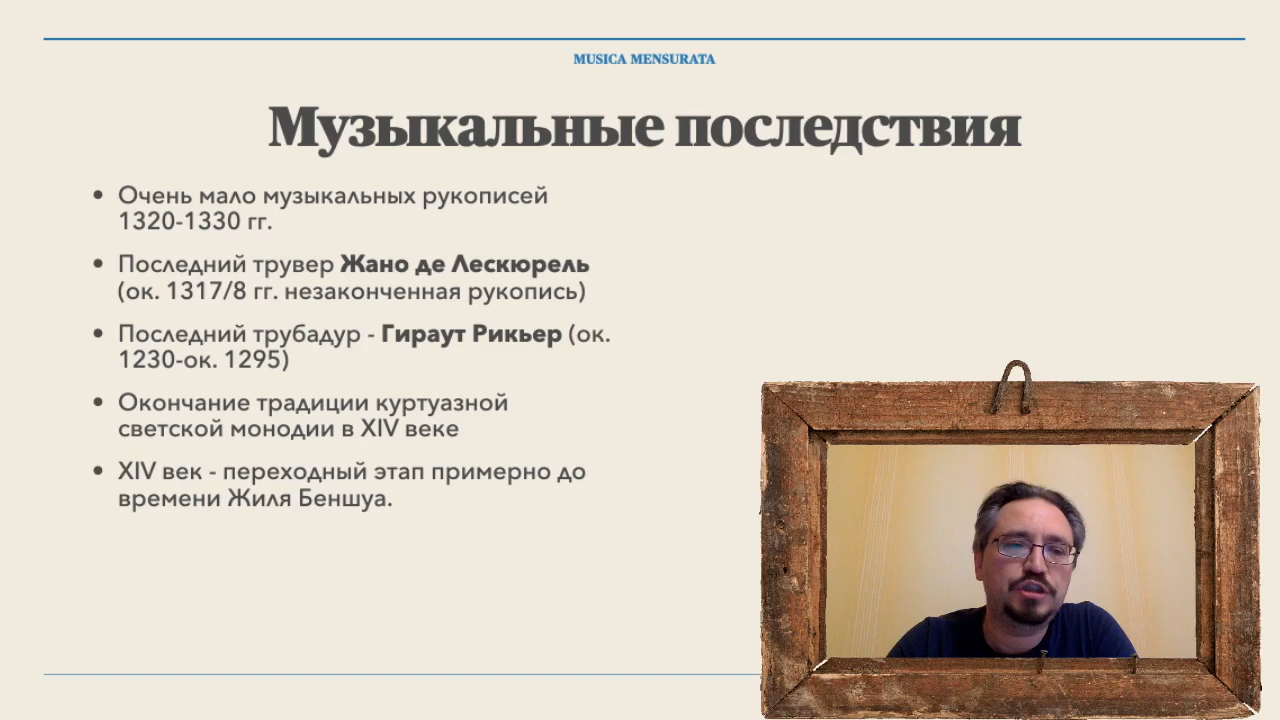 MUSICA MENSURATA
Музыкальные последствия
• Очень мало музыкальных рукописей
1320-1330 гг.
• Последний трувер Жано де Лескюрель
(ок. 1317/8 гг. незаконченная рукопись)
• Последний трубадур - Гираут Рикьер (ок.
1230-ок. 1295)
• Окончание традиции куртуазной
светской монодии в XIV веке
• XIV век - переходный этап примерно до
времени Жиля Беншуа.